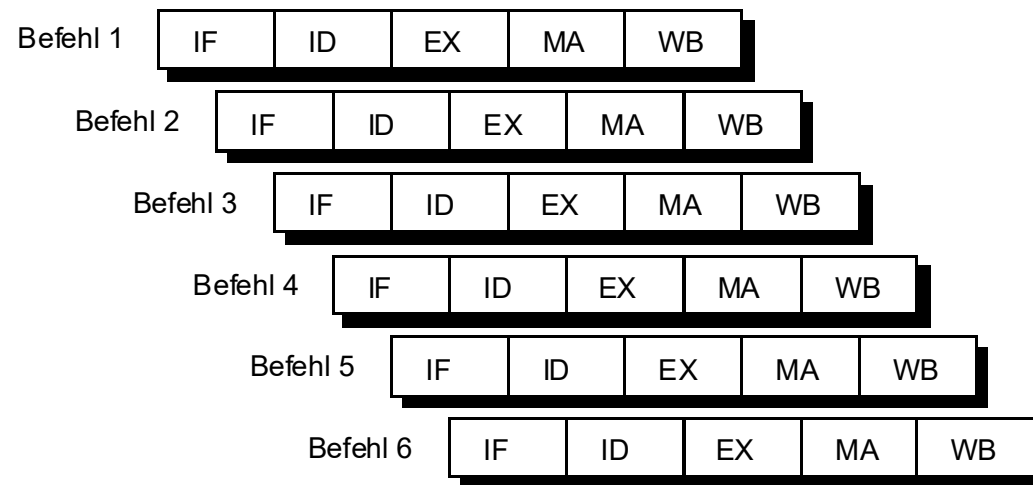 Befehl 1 IF ID EX MA WB
Befehl 2 IF ID EX MA WB
Befehl 3 IF ID EX MA WB
Befehl 4 IF ID EX MA WB
Befehl 5 IF ID EX MA WB
Befehl 6 IF ID EX MA WB